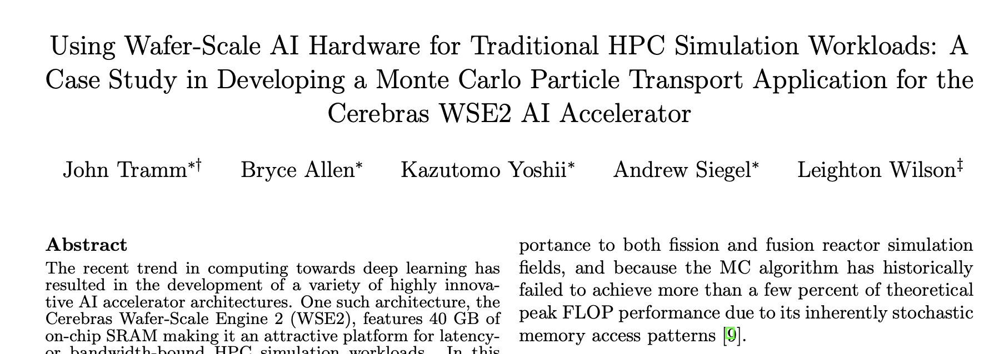 Using Wafer-Scale AI Hardware for Traditional HPC Simulation Workloads: A
Case Study in Developing a Monte Carlo Particle Transport Application for the
Cerebras WSE2 AI Accelerator
John Tramm*† Bryce Allen* Kazutomo Yoshii* Andrew Siegel* Leighton Wilson‡
Abstract
The recent trend in computing towards deep learning has
resulted in the development of a variety of highly innova-
tive AI accelerator architectures. One such architecture, the
Cerebras Wafer-Scale Engine 2 (WSE2), features 40 GB of
on-chip SRAM making it an attractive platform for latency-
or bandwidth-bound HPC simulation workloads. In this
portance to both fission and fusion reactor simulation
fields, and because the MC algorithm has historically
failed to achieve more than a few percent of theoretical
peak FLOP performance due to its inherently stochastic
memory access patterns [9].